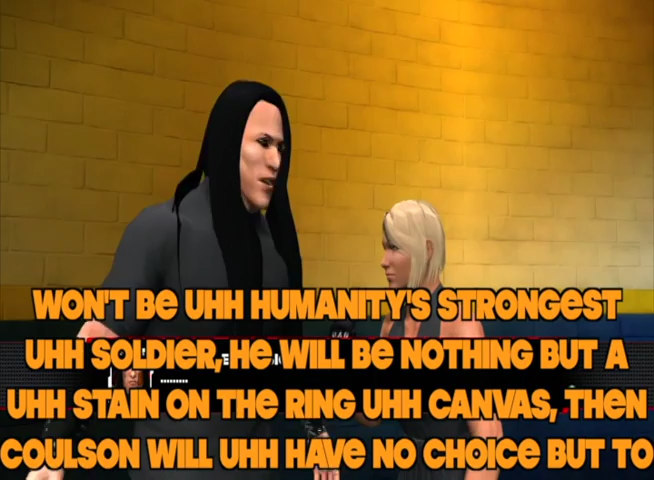 WON'T BE UHH HUMANITY'S STRONGEST
UHH SOLDIER, HE WILL BE NOTHING BUT A
UHH STAIN ON THE RING UHH CANVAS, THEN
COULSON WILL UHH HAVE NO CHOICE BUT TO